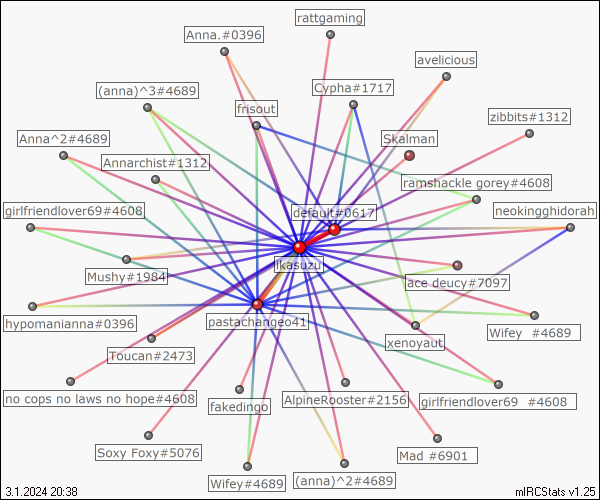 rattgaming
Anna.#0396
avelicious
(anna)^3#4689
Cypha#1717
frisout
zibbits#1312
Anna^2#4689
Skalman
Annarchist#1312
ramshackle gorey#4608
girlfriendlover69#4608
default#0617
neokingghidorah
ikasuzu
Mushy#1984
ace deucy#7097
hypomanianna#0396
pastachangeo41
Wifey  #4689
xenoyaut
Toucan#2473
no cops no laws no hope#4608
fakedingo
AlpineRooster#2156
girlfriendlover69  #4608
Soxy Foxy#5076
Mad #6901
Wifey#4689
(anna)^2#4689
3.1.2024 20:38
mIRCStats v1.25